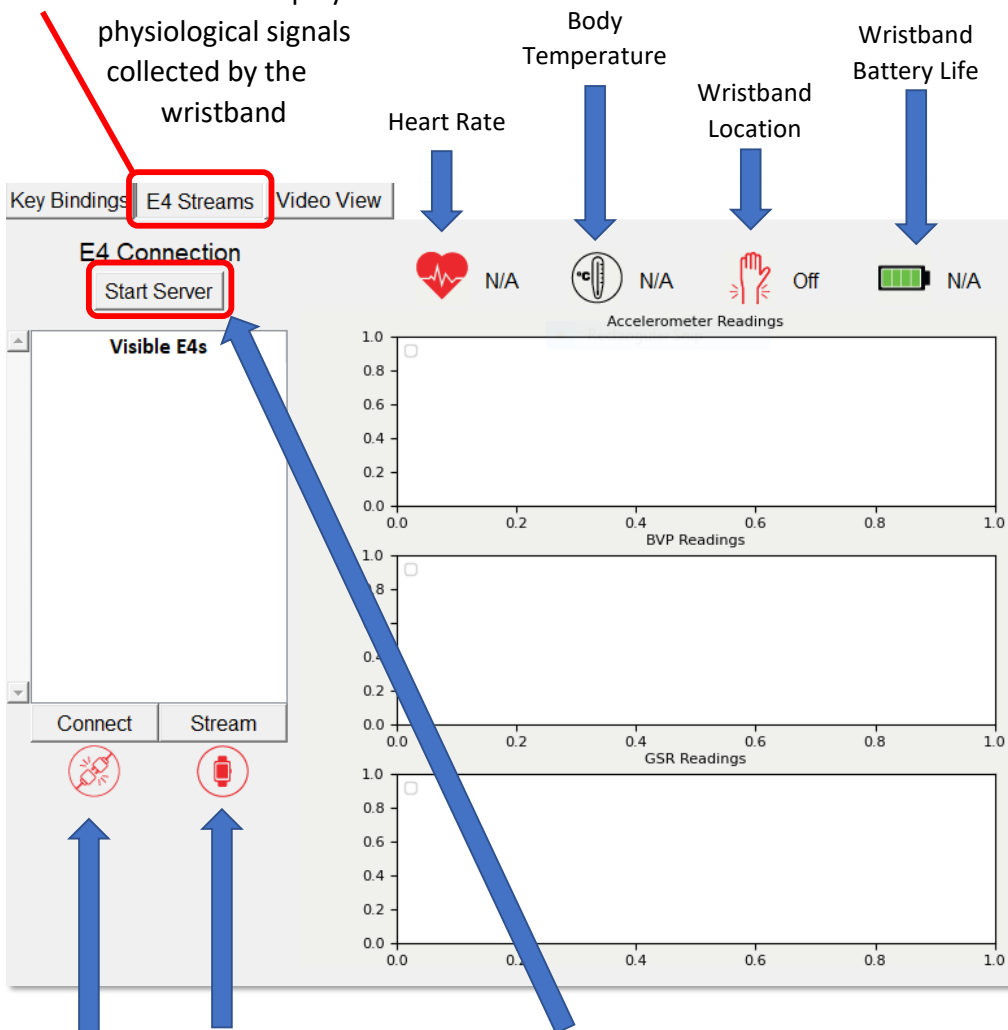 physiological signals
collected by the
wristband
Heart Rate
Body
Temperature
Wristband
Location
Wristband
Battery Life
Key Bindings E4 Streams Video View
E4 Connection
Start Server
N/A
°C
N/A
Off
N/A
Visible E4s
Connect Stream
Accelerometer Readings
1.0
0.8
0.6
0.4
0.2
0.0
0.0 0.2 0.4 0.6 0.8 1.0
BVP Readings
1.0
0.2
0.0
0.0 0.2 0.4 0.6 0.8 1.0
GSR Readings
1.0
0.8
0.6
0.4
0.2
0.0
0.0 0.4 0.6 0.8 1.0